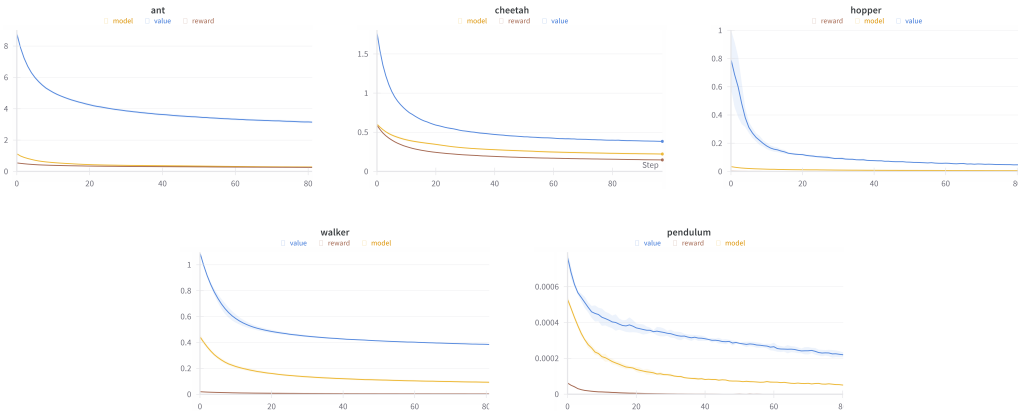 ant
model value reward
8
6
4
2
0
0 20 40 60 80
cheetah
model reward value
1.5
1
0.5
0
Step
0 20 40 60 80
hopper
reward model value
1
0.8
0.6
0.4
0.2
0
0 20 40 60 8
walker
value reward model
1
0.8
0.6
0.4
0.2
0
0 20 40 60 80
pendulum
value reward model
0.0006
0.0004
0.0002
0
0 20 40 60 80